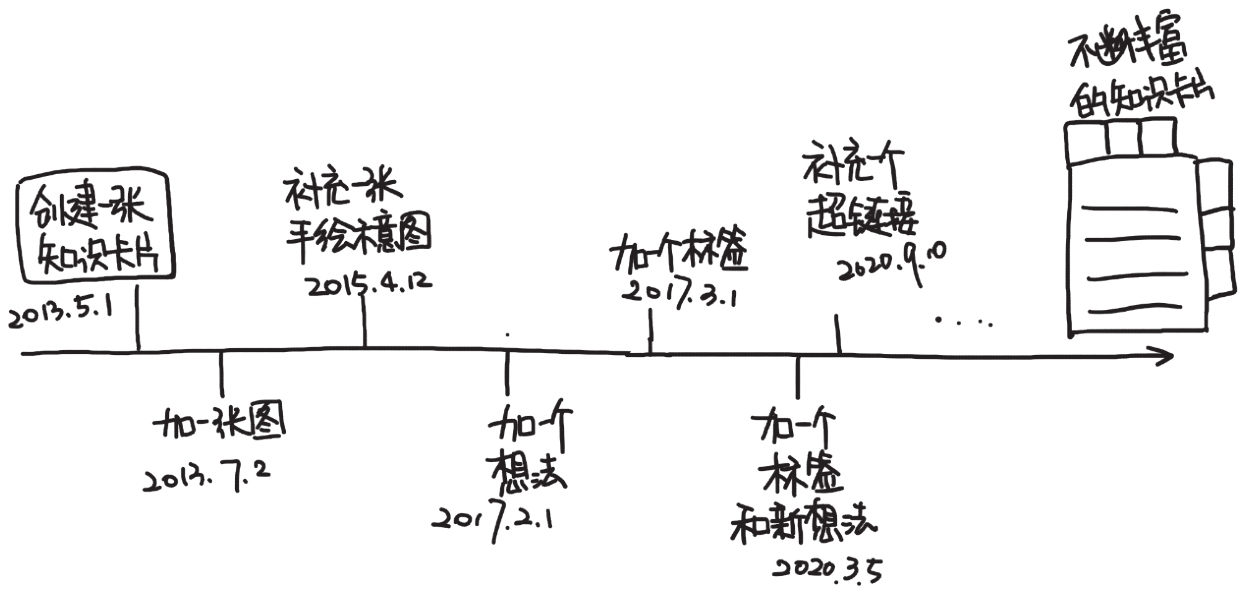 不断丰富
的知识卡片
创建一张
知识卡片
2013.5.1
加一张图
2013.7.2
补充一张
手绘示意图
2015.4.12
加一个
想法
2017.2.1
加一个标签
2017.3.1
加一个
标签
和新想法
2020.3.5
补充一个
超链接
2020.9.10
....